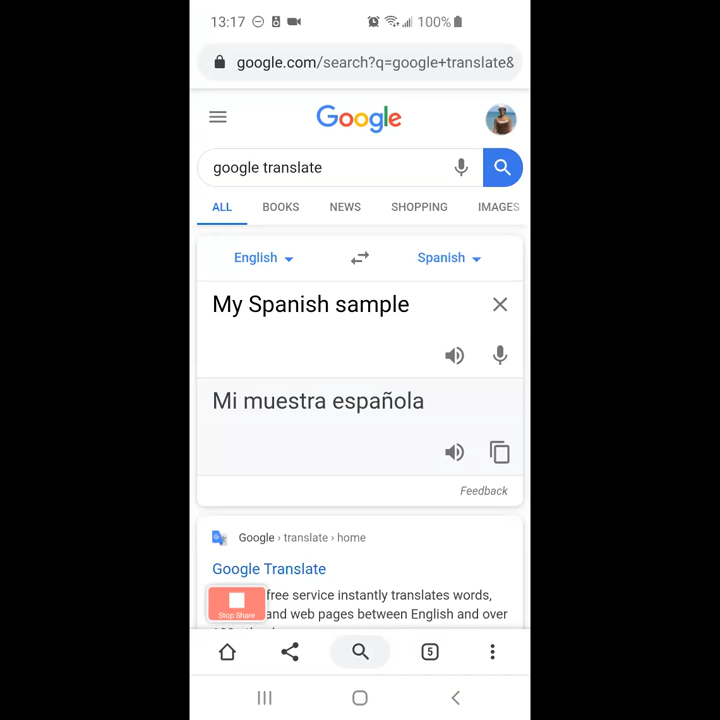 13:17 100%
google.com/search?q=google+translate&
Google
google translate
ALL BOOKS NEWS SHOPPING IMAGES
English Spanish
My Spanish sample
Mi muestra española
Feedback
Google › translate › home
Google Translate
free service instantly translates words,
Stop Share and web pages between English and over
5